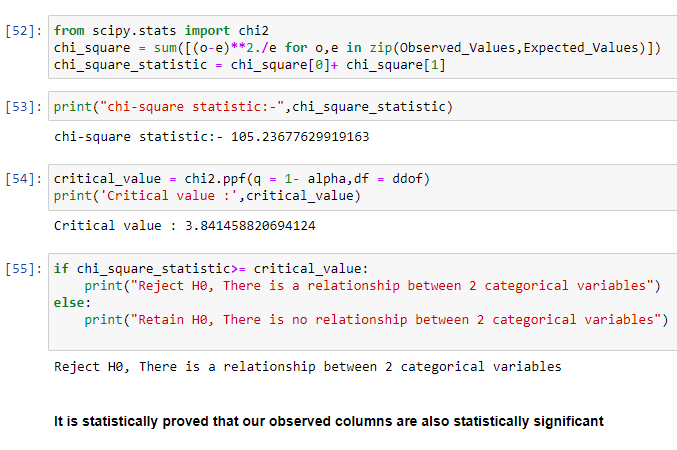 [52]: from scipy.stats import chi2
chi_square = sum([(o-e)**2./e for o,e in zip(Observed_Values,Expected_Values)])
chi_square_statistic = chi_square[0]+ chi_square[1]
[53]: print("chi-square statistic:-",chi_square_statistic)
chi-square statistic:- 105.23677629919163
[54]: critical_value = chi2.ppf(q = 1- alpha,df = ddof)
print('Critical value :',critical_value)
Critical value : 3.841458820694124
[55]: if chi_square_statistic>= critical_value:
print("Reject H0, There is a relationship between 2 categorical variables")
else:
print("Retain H0, There is no relationship between 2 categorical variables")
Reject H0, There is a relationship between 2 categorical variables
It is statistically proved that our observed columns are also statistically significant